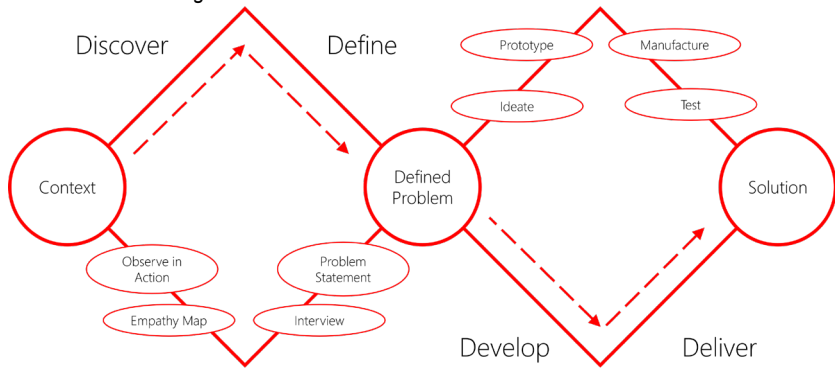 Discover
Define
Prototype
Manufacture
Ideate
Test
Context
Defined
Problem
Solution
Observe in
Action
Problem
Statement
Empathy Map
Interview
Develop
Deliver